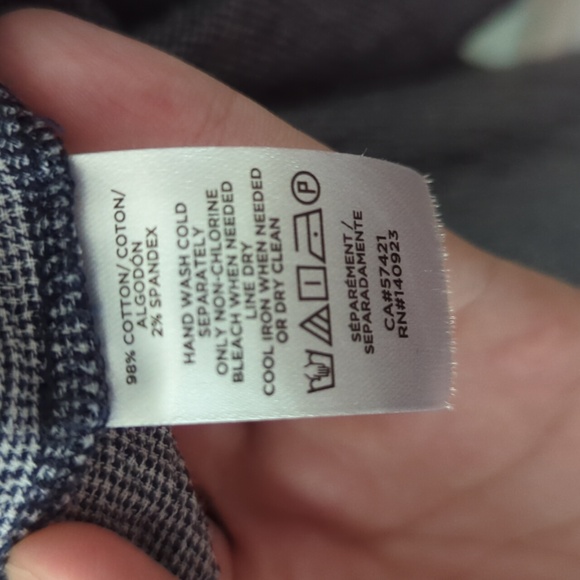 98% COTTON/ COTON/
ALGODON
2% SPANDEX
HAND WASH COLD
SEPARATELY
ONLY NON-CHLORINE
BLEACH WHEN NEEDED
LINE DRY
COOL IRON WHEN NEEDED
OR DRY CLEAN
P
SÉPARÉMENT/
SEPARADAMENTE
CA#57421
RN#140923